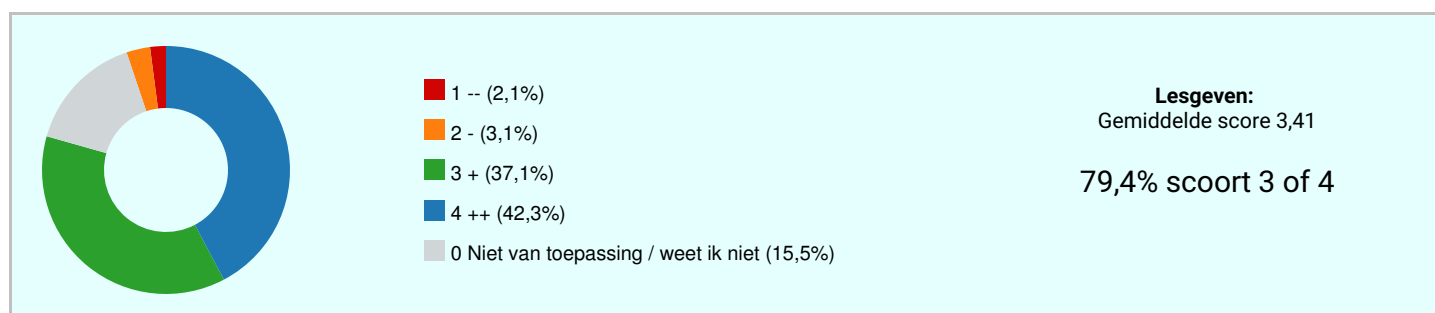 1 -- (2,1%)
2 - (3,1%)
3 + (37,1%)
4 ++ (42,3%)
0 Niet van toepassing / weet ik niet (15,5%)
Lesgeven:
Gemiddelde score 3,41
79,4% scoort 3 of 4